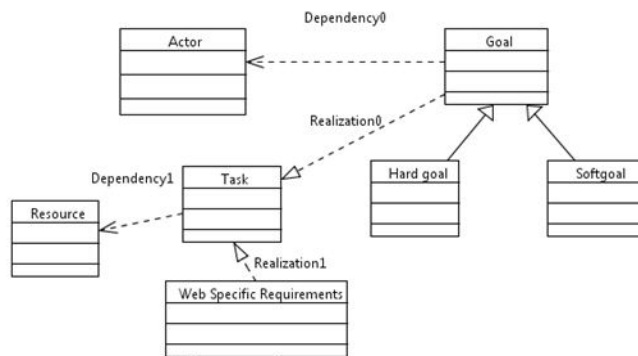 Dependency0
Actor
Goal
Realization0
Dependency1
Task
Hard goal
Softgoal
Resource
Realization1
Web Specific Requirements